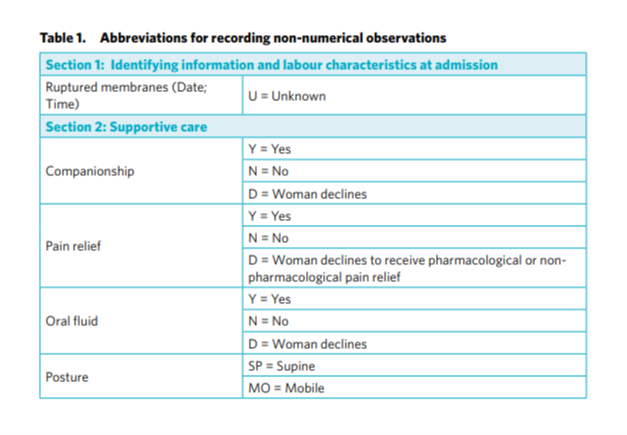 Table 1. Abbreviations for recording non-numerical observations
Section 1: Identifying information and labour characteristics at admission
Ruptured membranes (Date;
Time)
U = Unknown
Section 2: Supportive care
Companionship
Y = Yes
N = No
D = Woman declines
Pain relief
Y = Yes
N = No
D = Woman declines to receive pharmacological or non-
pharmacological pain relief
Oral fluid
Y = Yes
N = No
D = Woman declines
Posture
SP = Supine
MO = Mobile